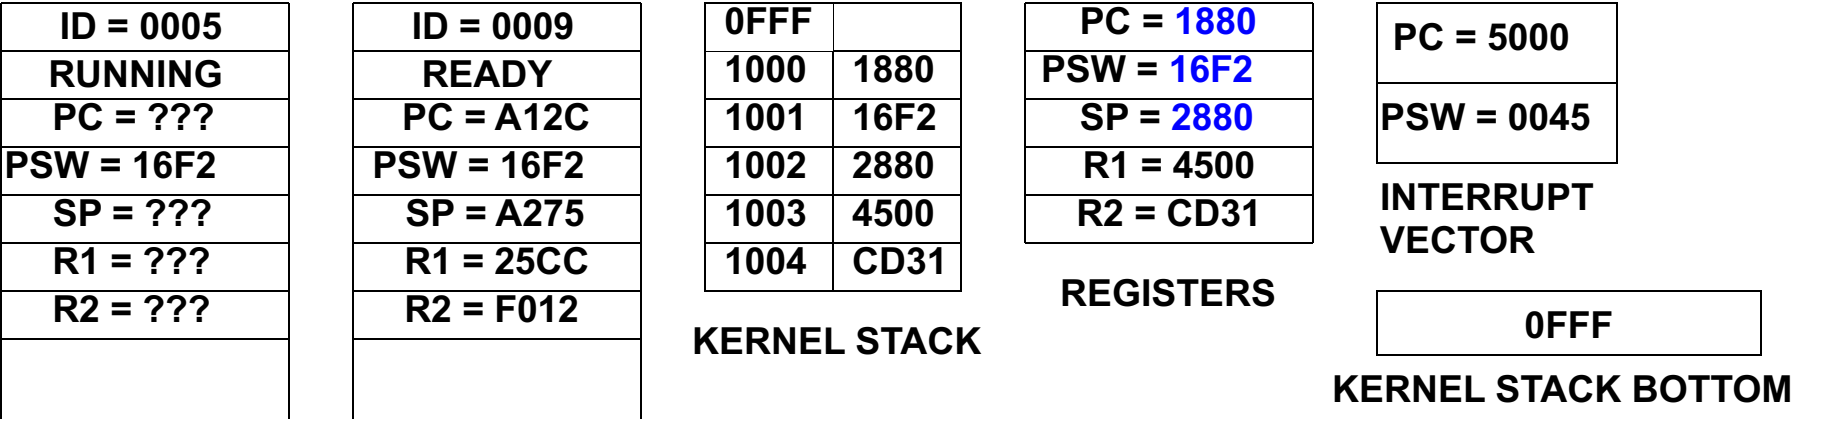 ID = 0005
RUNNING
PC = ???
PSW = 16F2
SP = ???
R1 = ???
R2 = ???
ID = 0009
READY
PC = A12C
PSW = 16F2
SP = A275
R1 = 25CC
R2 = F012
0FFF
1000 1880
1001 16F2
1002 2880
1003 4500
1004 CD31
KERNEL STACK
PC = 1880
PSW = 16F2
SP = 2880
R1 = 4500
R2 = CD31
REGISTERS
PC = 5000
PSW = 0045
INTERRUPT
VECTOR
0FFF
KERNEL STACK BOTTOM